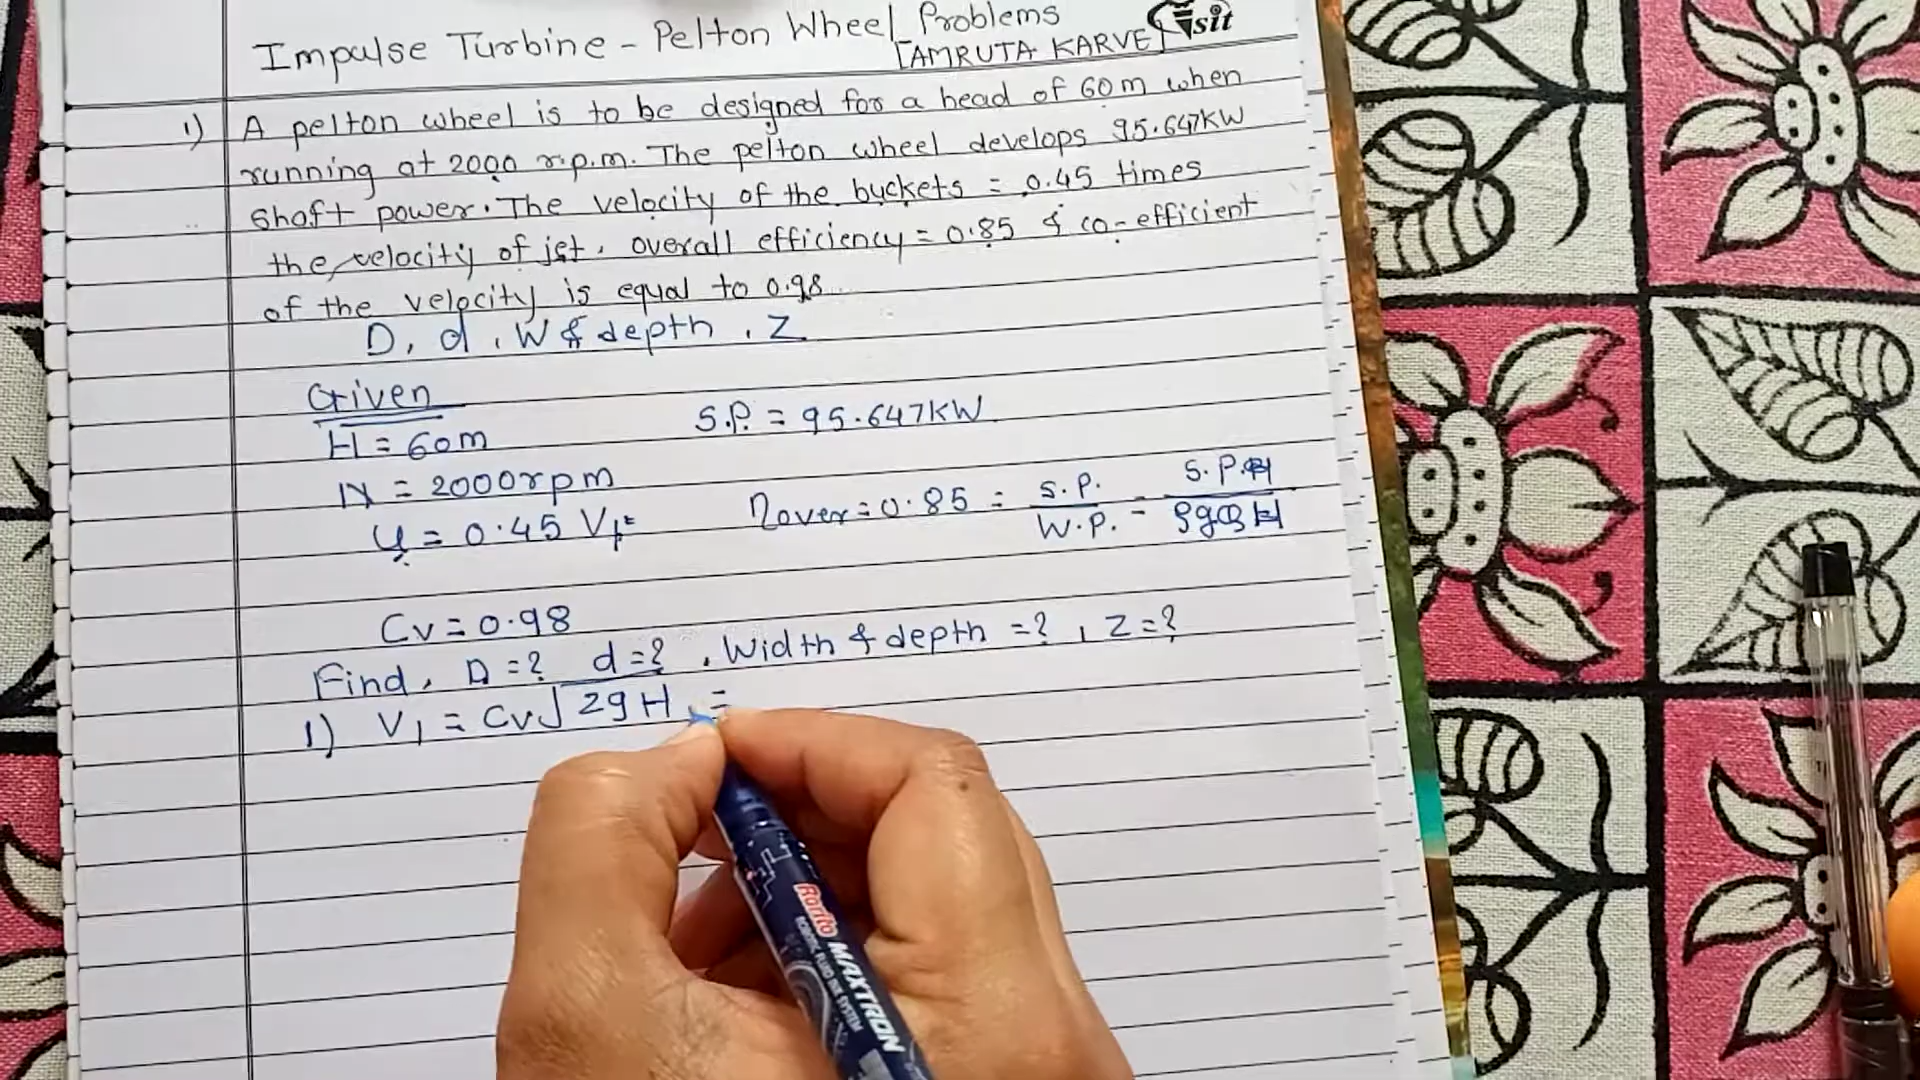 Impulse Turbine - Pelton Wheel Problems
[AMRUTA KARVE]
sit
1) A pelton wheel is to be designed for a head of 60m when
running at 2000 r.p.m. The pelton wheel develops 95.647KW
shaft power. The velocity of the buckets = 0.45 times
the velocity of jet, overall efficiency = 0.85 & co-efficient
of the velocity is equal to 0.98
D, d, W & depth, Z
Given
H = 60m
S.P. = 95.647KW
N = 2000rpm
ηover = 0.85 = S.P. / W.P. = S.P. / ρgQH
u = 0.45 V1
Cv = 0.98
Find, D = ? d = ?, Width & depth = ?, Z = ?
1) V1 = Cv√2gH =
Rorito MAXTRON